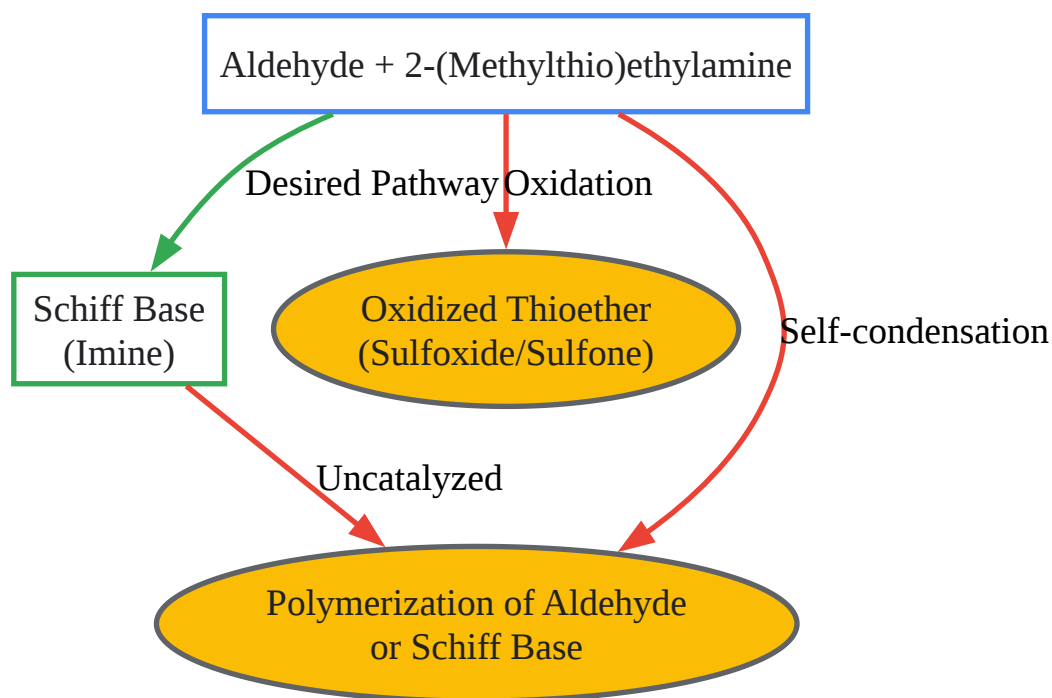 Aldehyde + 2-(Methylthio)ethylamine
Desired Pathway
Oxidation
Schiff Base
(Imine)
Oxidized Thioether
(Sulfoxide/Sulfone)
Self-condensation
Uncatalyzed
Polymerization of Aldehyde
or Schiff Base